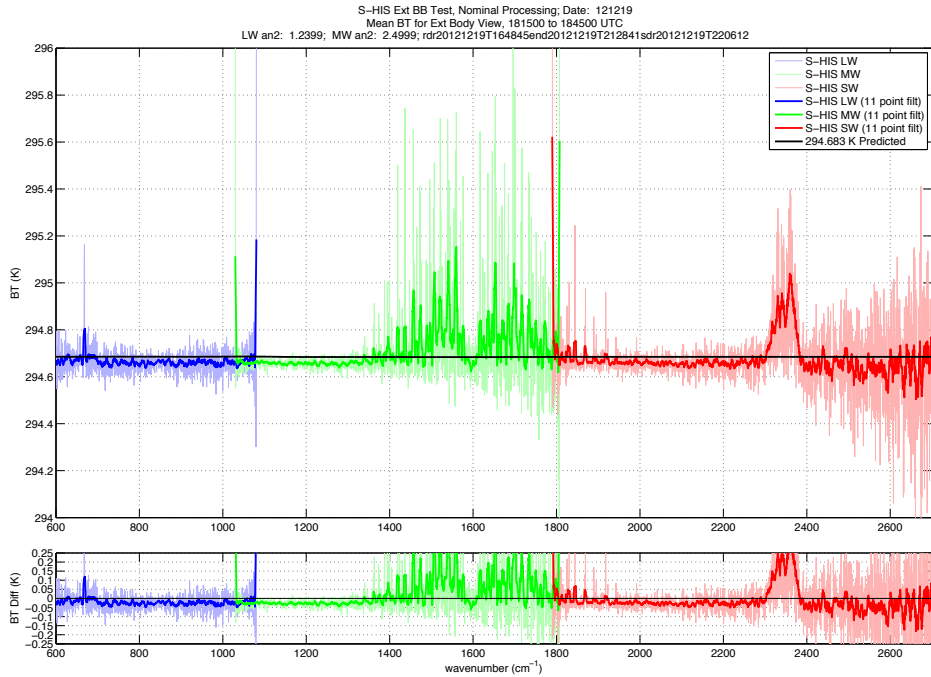 S-HIS Ext BB Test, Nominal Processing; Date:  121219
Mean BT for Ext Body View, 181500 to 184500 UTC
LW an2:  1.2399;  MW an2:  2.4999; rdr20121219T164845end20121219T212841sdr20121219T220612
296
295.8
295.6
295.4
295.2
295
294.8
294.6
294.4
294.2
294
BT (K)
S-HIS LW
S-HIS MW
S-HIS SW
S-HIS LW (11 point filt)
S-HIS MW (11 point filt)
S-HIS SW (11 point filt)
294.683 K Predicted
600 800 1000 1200 1400 1600 1800 2000 2200 2400 2600
0.25
0.2
0.15
0.1
0.05
0
-0.05
-0.1
-0.15
-0.2
-0.25
BT Diff (K)
600 800 1000 1200 1400 1600 1800 2000 2200 2400 2600
wavenumber (cm⁻¹)